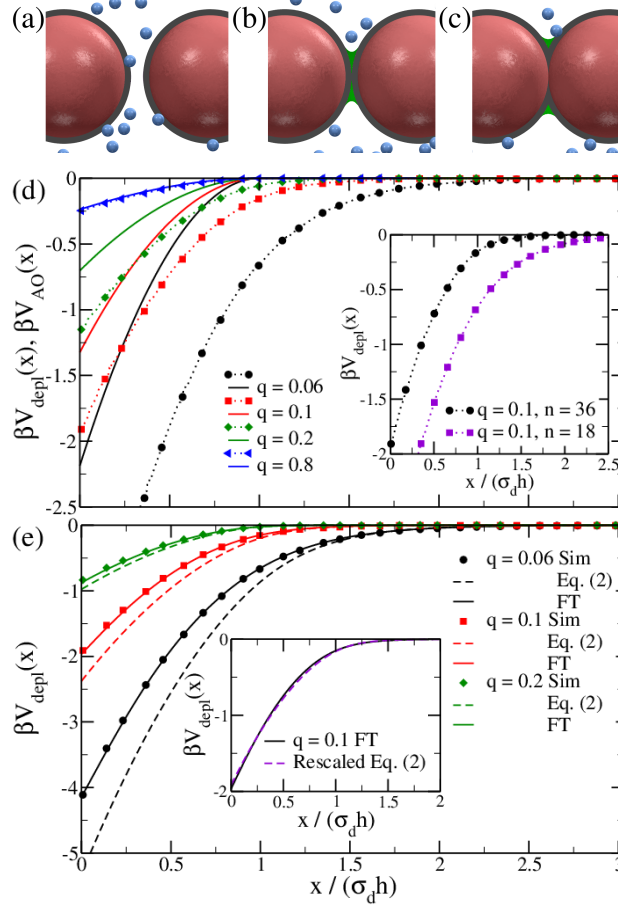 (a)
(b)
(c)
(d)
βV_depl(x), βV_AO(x)
0
-0.5
-1
-1.5
-2
-2.5
q = 0.06
q = 0.1
q = 0.2
q = 0.8
βV_depl(x)
0
-0.5
-1
-1.5
-2
q = 0.1, n = 36
q = 0.1, n = 18
0 0.5 1 1.5 2 2.5
x / (σ_d h)
(e)
βV_depl(x)
0
-1
-2
-3
-4
-5
q = 0.06 Sim
Eq. (2)
FT
q = 0.1 Sim
Eq. (2)
FT
q = 0.2 Sim
Eq. (2)
FT
βV_depl(x)
0
-1
-2
q = 0.1 FT
Rescaled Eq. (2)
0 0.5 1 1.5 2
x / (σ_d h)
0 0.5 1 1.5 2 2.5 3
x / (σ_d h)